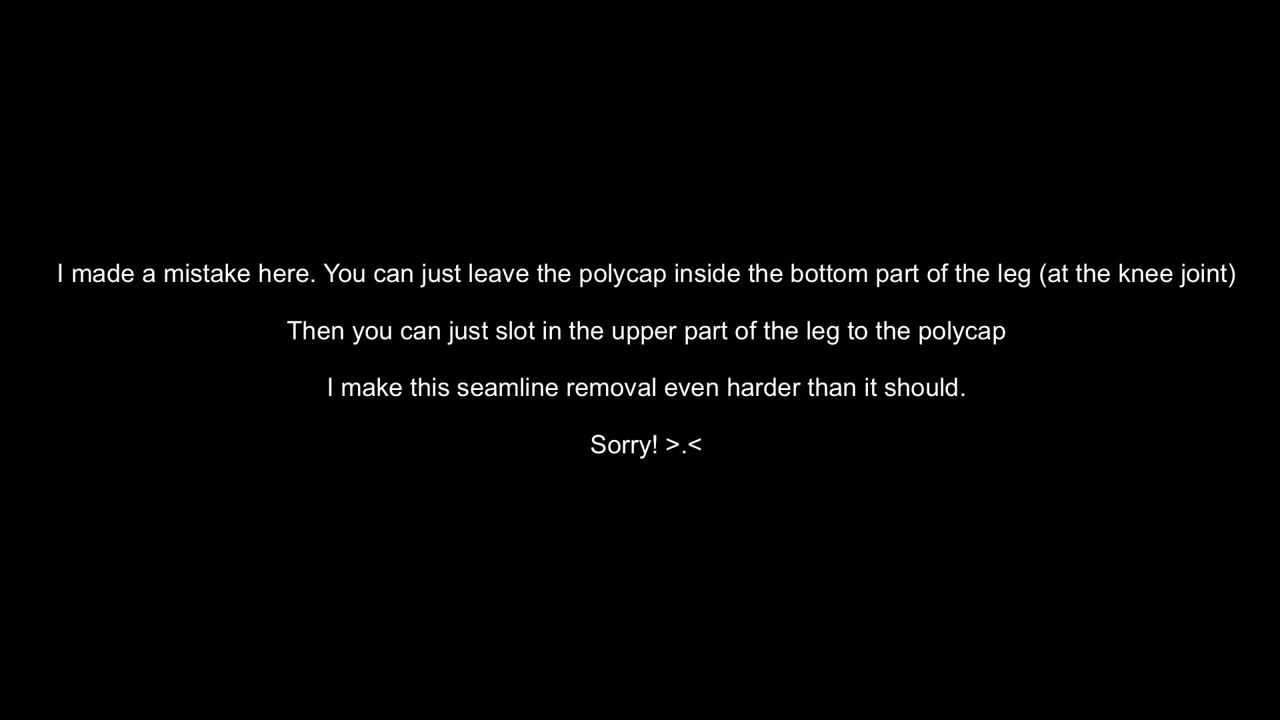 I made a mistake here. You can just leave the polycap inside the bottom part of the leg (at the knee joint)
Then you can just slot in the upper part of the leg to the polycap
I make this seamline removal even harder than it should.
Sorry! >.<